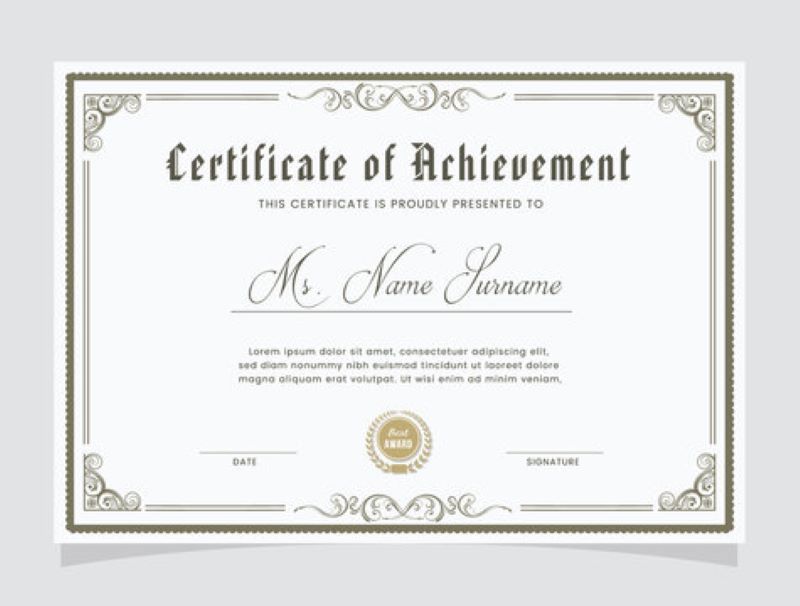 Certificate of Achievement
THIS CERTIFICATE IS PROUDLY PRESENTED TO
Ms. Name Surname
Lorem ipsum dolor sit amet, consectetuer adipiscing elit,
sed diam nonummy nibh euismod tincidunt ut laoreet dolore
magna aliquam erat volutpat. Ut wisi enim ad minim veniam,
Best
AWARD
DATE
SIGNATURE